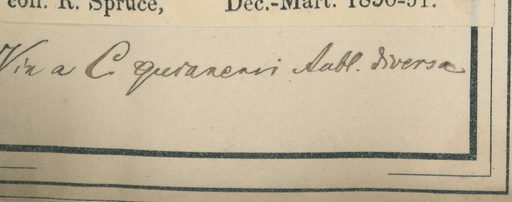 coll. R. Spruce, Dec.-Mart. 1850-51.
Vix a C. guianensi Aubl. diversa